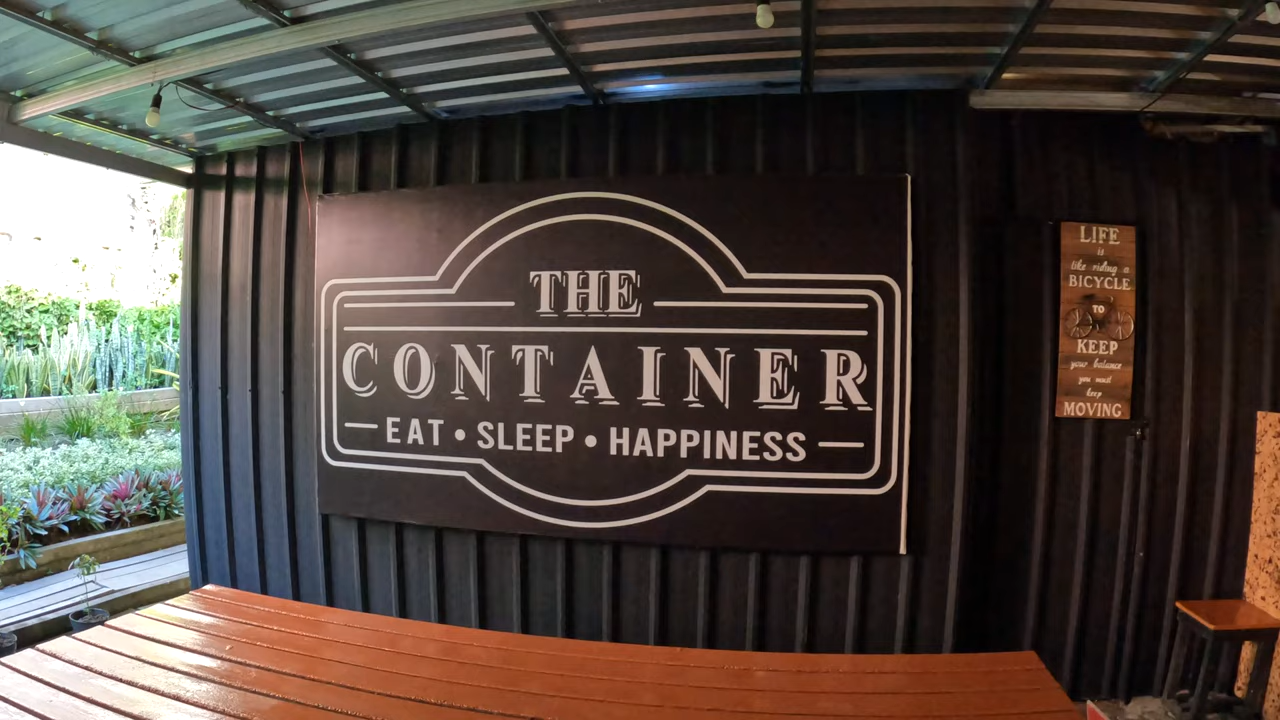 THE
CONTAINER
EAT • SLEEP • HAPPINESS
LIFE
is
like riding a
BICYCLE
TO
KEEP
your balance
you must
keep
MOVING